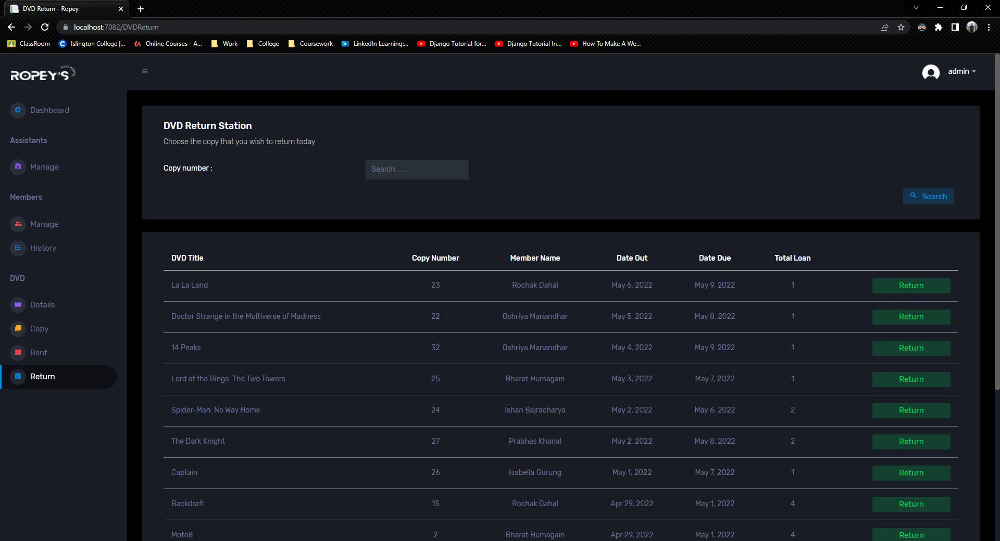 DVD Return - Ropey
localhost:7082/DVDReturn
ClassRoom Islington College |... Online Courses - A... Work College Coursework LinkedIn Learning:... Django Tutorial for... Django Tutorial In... How To Make A We...
ROPEY'S
admin
Dashboard
Assistants
Manage
Members
Manage
History
DVD
Details
Copy
Rent
Return
DVD Return Station
Choose the copy that you wish to return today
Copy number :
Search . . .
Search
DVD Title Copy Number Member Name Date Out Date Due Total Loan
La La Land 23 Rochak Dahal May 6, 2022 May 9, 2022 1 Return
Doctor Strange in the Multiverse of Madness 22 Oshriya Manandhar May 5, 2022 May 8, 2022 1 Return
14 Peaks 32 Oshriya Manandhar May 4, 2022 May 9, 2022 1 Return
Lord of the Rings: The Two Towers 25 Bharat Humagain May 3, 2022 May 7, 2022 1 Return
Spider-Man: No Way Home 24 Ishan Bajracharya May 2, 2022 May 6, 2022 2 Return
The Dark Knight 27 Prabhas Khanal May 2, 2022 May 8, 2022 2 Return
Captain 26 Isabella Gurung May 1, 2022 May 7, 2022 1 Return
Backdraft 15 Rochak Dahal Apr 29, 2022 May 1, 2022 4 Return
Moto8 2 Bharat Humagain Apr 29, 2022 May 1, 2022 4 Return